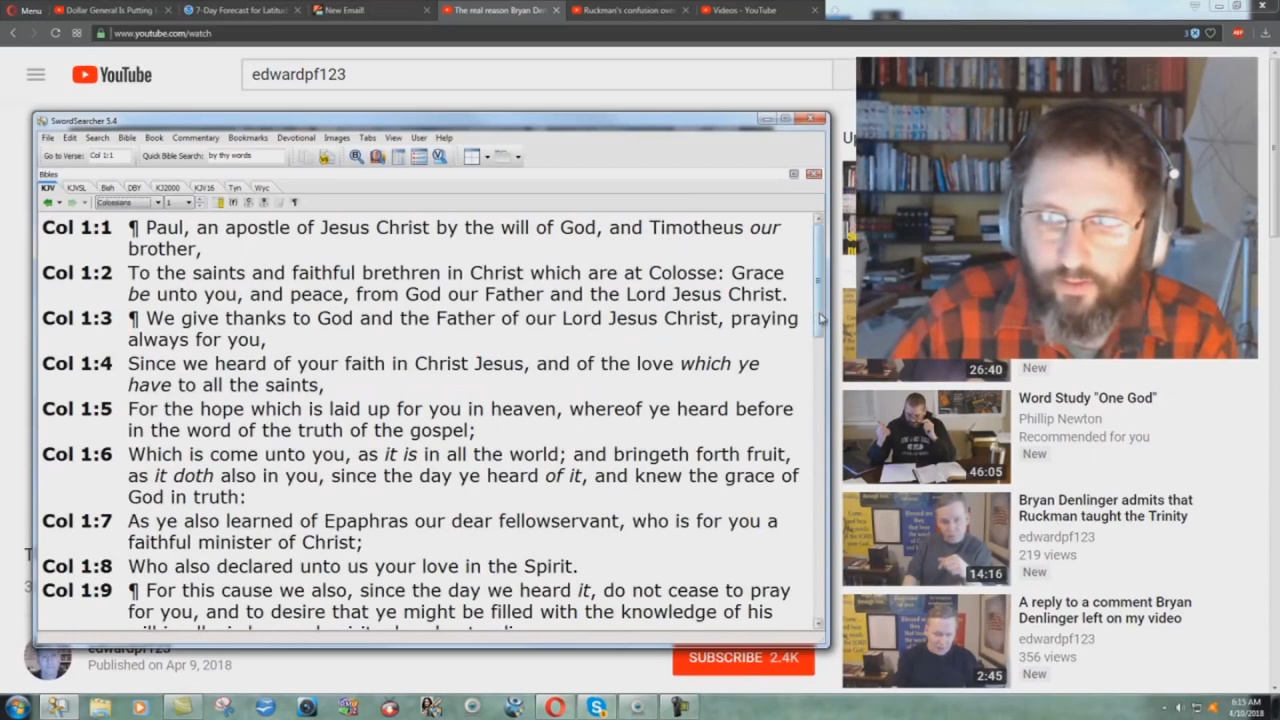 Menu
Dollar General Is Putting
7-Day Forecast for Latitud
New Email!
The real reason Bryan Den
Ruckman's confusion over
Videos - YouTube
www.youtube.com/watch
3
ABP
YouTube
edwardpf123
SwordSearcher 5.4
File Edit Search Bible Book Commentary Bookmarks Devotional Images Tabs View User Help
Go to Verse: Col 1:1 Quick Bible Search: by thy words
Bibles
KJV KJVSL Bish DBY KJ2000 KJV16 Tyn Wyc
Colossians 1
Col 1:1 ¶ Paul, an apostle of Jesus Christ by the will of God, and Timotheus our
brother,
Col 1:2 To the saints and faithful brethren in Christ which are at Colosse: Grace
be unto you, and peace, from God our Father and the Lord Jesus Christ.
Col 1:3 ¶ We give thanks to God and the Father of our Lord Jesus Christ, praying
always for you,
Col 1:4 Since we heard of your faith in Christ Jesus, and of the love which ye
have to all the saints,
Col 1:5 For the hope which is laid up for you in heaven, whereof ye heard before
in the word of the truth of the gospel;
Col 1:6 Which is come unto you, as it is in all the world; and bringeth forth fruit,
as it doth also in you, since the day ye heard of it, and knew the grace of
God in truth:
Col 1:7 As ye also learned of Epaphras our dear fellowservant, who is for you a
faithful minister of Christ;
Col 1:8 Who also declared unto us your love in the Spirit.
Col 1:9 ¶ For this cause we also, since the day we heard it, do not cease to pray
for you, and to desire that ye might be filled with the knowledge of his
edwardpf123
Published on Apr 9, 2018
SUBSCRIBE 2.4K
26:40
New
Word Study "One God"
Phillip Newton
Recommended for you
New
46:05
Bryan Denlinger admits that
Ruckman taught the Trinity
edwardpf123
219 views
New
14:16
A reply to a comment Bryan
Denlinger left on my video
edwardpf123
356 views
New
2:45
6:15 AM
4/10/2018